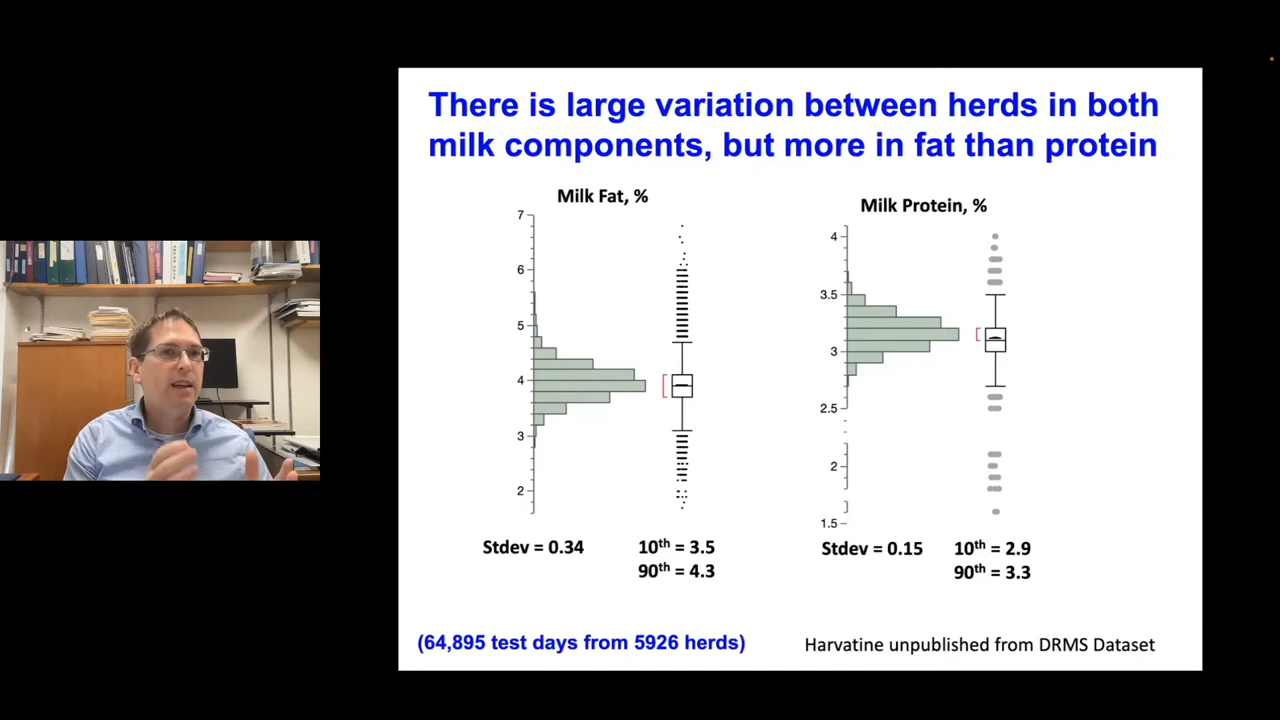 There is large variation between herds in both
milk components, but more in fat than protein
Milk Fat, %
7
6
5
4
3
2
Stdev = 0.34
10th = 3.5
90th = 4.3
Milk Protein, %
4
3.5
3
2.5
2
1.5
Stdev = 0.15
10th = 2.9
90th = 3.3
(64,895 test days from 5926 herds)
Harvatine unpublished from DRMS Dataset